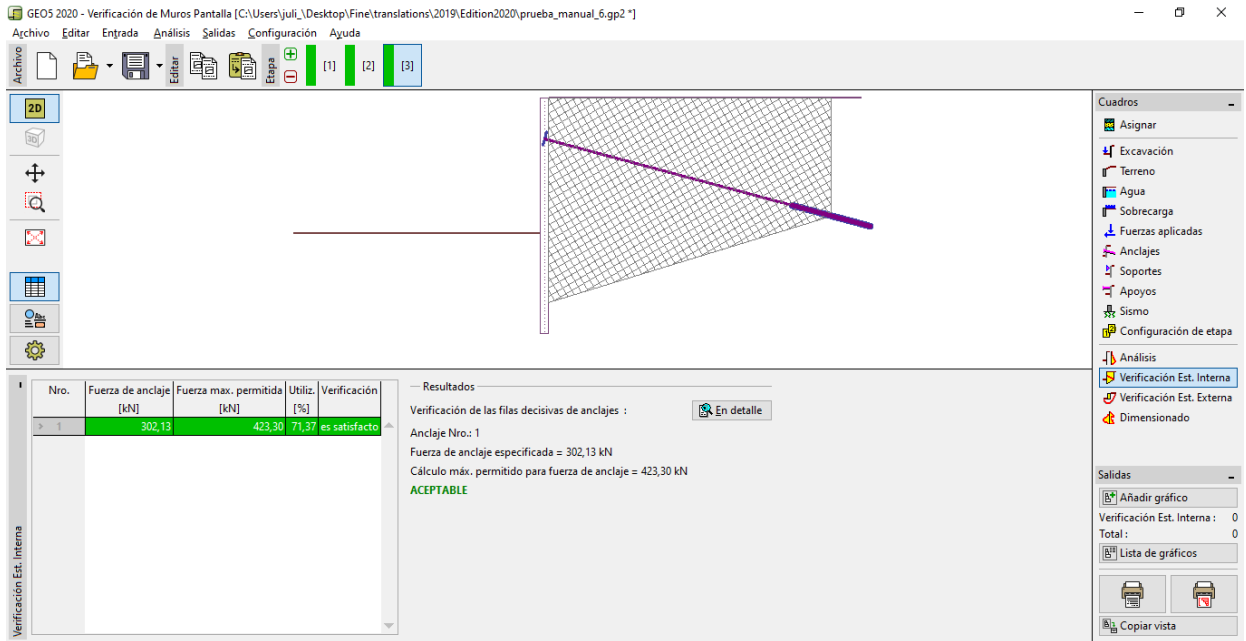 GEO5 2020 - Verificación de Muros Pantalla [C:\Users\juli_\Desktop\Fine\translations\2019\Edition2020\prueba_manual_6.gp2 *]
Archivo Editar Entrada Análisis Salidas Configuración Ayuda
Archivo
Editar
Etapa
[1] [2] [3]
2D
3D
Cuadros
Asignar
Excavación
Terreno
Agua
Sobrecarga
Fuerzas aplicadas
Anclajes
Soportes
Apoyos
Sismo
Configuración de etapa
Análisis
Verificación Est. Interna
Verificación Est. Externa
Dimensionado
Verificación Est. Interna
Nro. Fuerza de anclaje Fuerza max. permitida Utiliz. Verificación
[kN] [kN] [%]
> 1 302,13 423,30 71,37 es satisfacto
Resultados
Verificación de las filas decisivas de anclajes : En detalle
Anclaje Nro.: 1
Fuerza de anclaje especificada = 302,13 kN
Cálculo máx. permitido para fuerza de anclaje = 423,30 kN
ACEPTABLE
Salidas
Añadir gráfico
Verificación Est. Interna : 0
Total : 0
Lista de gráficos
Copiar vista